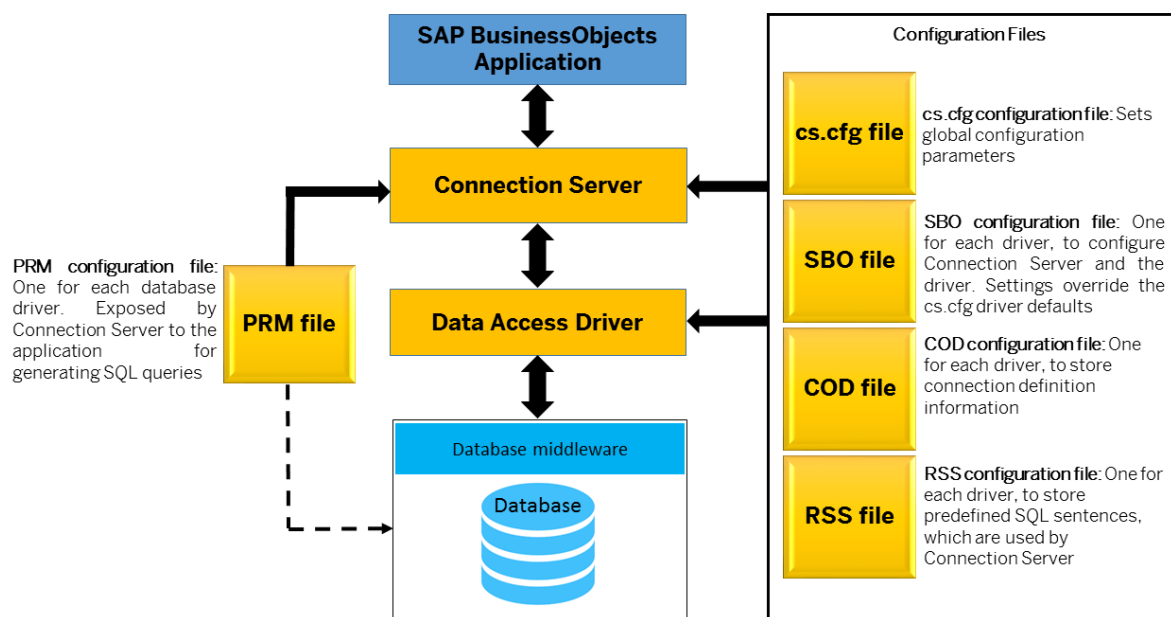 SAP BusinessObjects
Application
Connection Server
Data Access Driver
Database middleware
Database
PRM configuration file:
One for each database
driver. Exposed by
Connection Server to the
application for
generating SQL queries
PRM file
Configuration Files
cs.cfg file
cs.cfg configuration file: Sets
global configuration
parameters
SBO file
SBO configuration file: One
for each driver, to configure
Connection Server and the
driver. Settings override the
cs.cfg driver defaults
COD file
COD configuration file: One
for each driver, to store
connection definition
information
RSS file
RSS configuration file: One for
each driver, to store
predefined SQL sentences,
which are used by
Connection Server